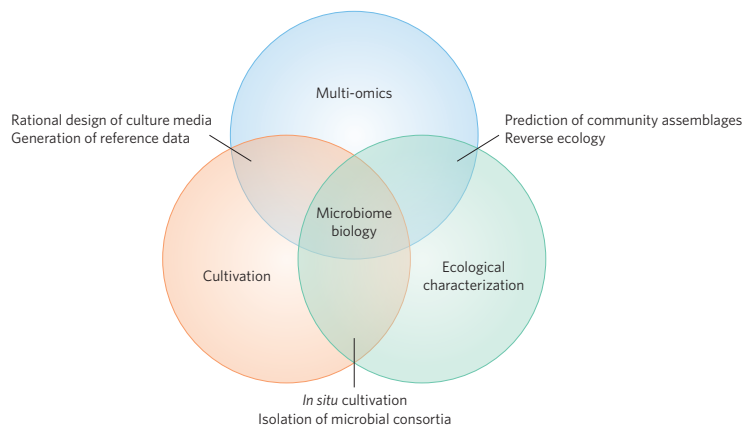 Multi-omics
Rational design of culture media
Generation of reference data
Prediction of community assemblages
Reverse ecology
Microbiome
biology
Cultivation
Ecological
characterization
In situ cultivation
Isolation of microbial consortia